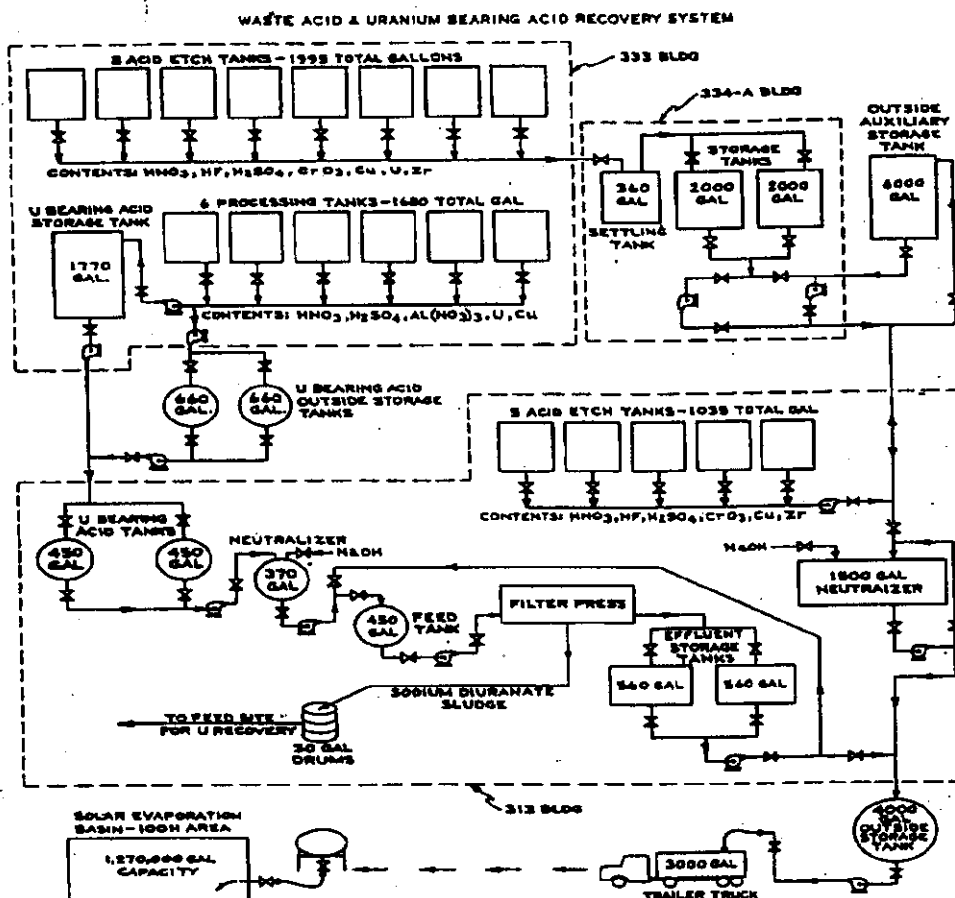 WASTE ACID & URANIUM BEARING ACID RECOVERY SYSTEM
8 ACID ETCH TANKS-1995 TOTAL GALLONS
333 BLDG
334-A BLDG
OUTSIDE
AUXILIARY
STORAGE
TANK
STORAGE
TANKS
CONTENTS: HNO3, HF, H2SO4, CrO3, Cu, U, Zr
360
GAL
2000
GAL
2000
GAL
6000
GAL
SETTLING
TANK
U BEARING ACID
STORAGE TANK
6 PROCESSING TANKS-1680 TOTAL GAL
1770
GAL.
CONTENTS: HNO3, H2SO4, AL(NO3)3, U, Cu
660
GAL.
660
GAL.
U BEARING ACID
OUTSIDE STORAGE
TANKS
5 ACID ETCH TANKS-1035 TOTAL GAL
CONTENTS: HNO3, HF, H2SO4, CrO3, Cu, Zr
U BEARING
ACID TANKS
450
GAL
450
GAL
NEUTRALIZER
NaOH
370
GAL
NaOH
1800 GAL
NEUTRAIZER
450
GAL
FEED
TANK
FILTER PRESS
EFFLUENT
STORAGE
TANKS
560 GAL
560 GAL
SODIUM DIURANATE
SLUDGE
TO FEED SITE
FOR U RECOVERY
30 GAL
DRUMS
313 BLDG
SOLAR EVAPORATION
BASIN-100H AREA
1,270,000 GAL
CAPACITY
3000 GAL
TRAILER TRUCK
4000
GAL
OUTSIDE
STORAGE
TANK